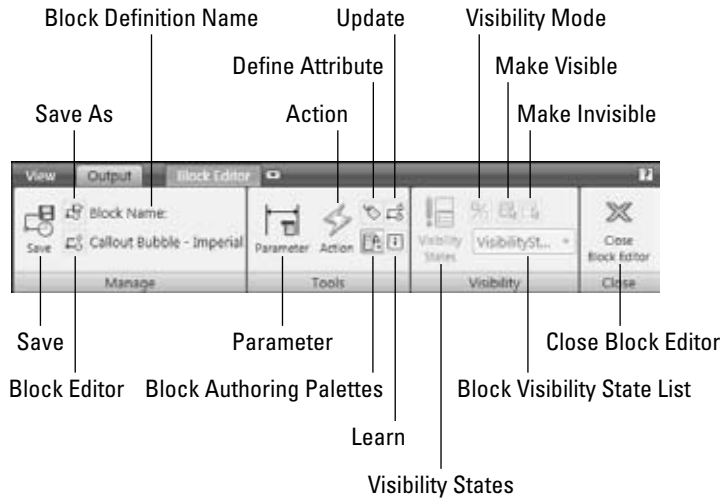 Block Definition Name
Update
Visibility Mode
Define Attribute
Make Visible
Save As
Action
Make Invisible
View
Output
Block Editor
Save
Block Name:
Callout Bubble - Imperial
Parameter
Action
Visibility States
VisibilitySt...
Close Block Editor
Manage
Tools
Visibility
Close
Save
Parameter
Close Block Editor
Block Editor
Block Authoring Palettes
Block Visibility State List
Learn
Visibility States